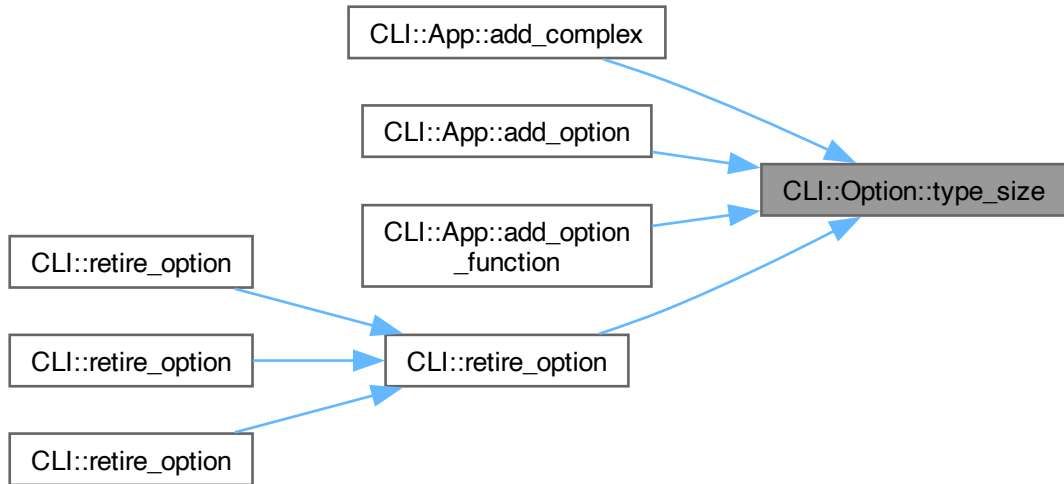 CLI::App::add_complex
CLI::App::add_option
CLI::Option::type_size
CLI::App::add_option
_function
CLI::retire_option
CLI::retire_option
CLI::retire_option
CLI::retire_option